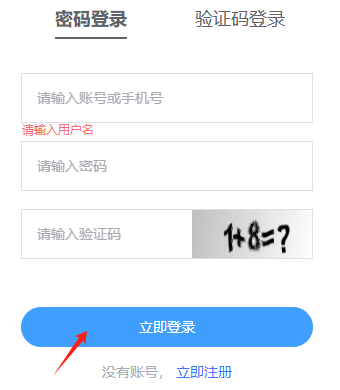 密码登录 验证码登录
请输入账号或手机号
请输入用户名
请输入密码
请输入验证码 1+8=?
立即登录
没有账号， 立即注册